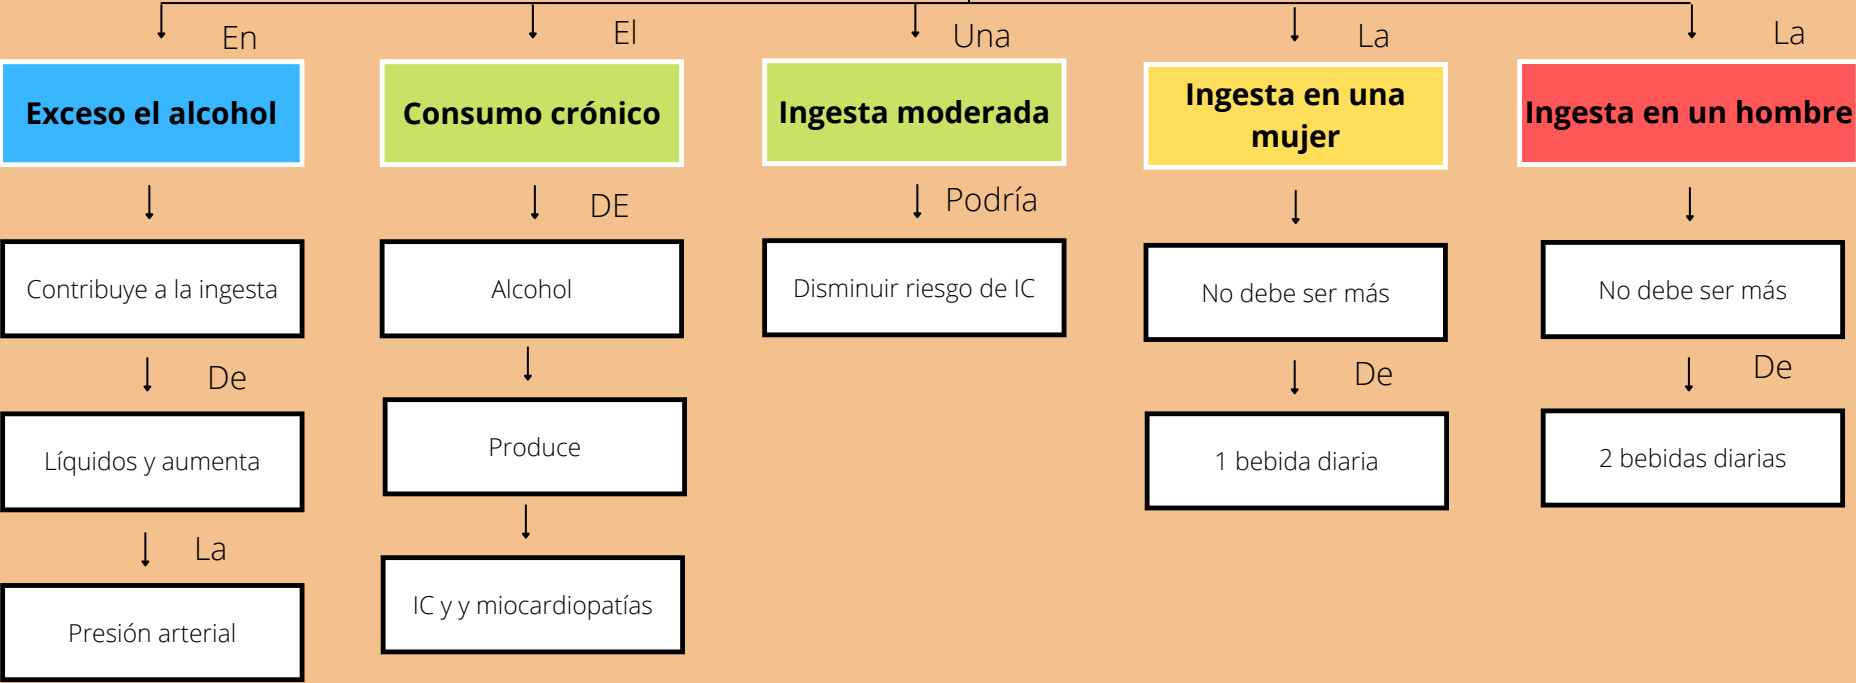 En
Exceso el alcohol
Contribuye a la ingesta
De
Líquidos y aumenta
La
Presión arterial
El
Consumo crónico
DE
Alcohol
Produce
IC y y miocardiopatías
Una
Ingesta moderada
Podría
Disminuir riesgo de IC
La
Ingesta en una
mujer
No debe ser más
De
1 bebida diaria
La
Ingesta en un hombre
No debe ser más
De
2 bebidas diarias